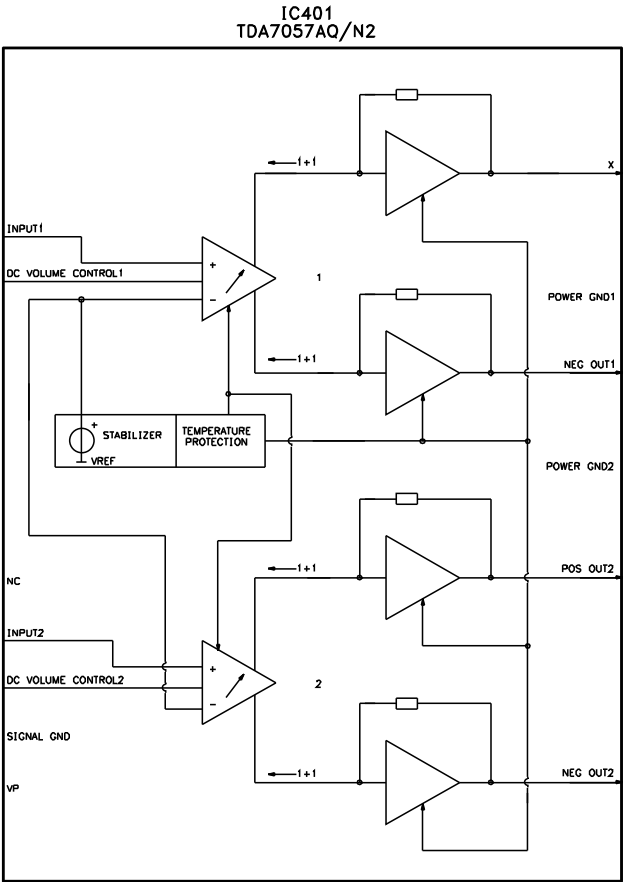 IC401
TDA7057AQ/N2
1+1
X
INPUT1
+
DC VOLUME CONTROL1
1
-
POWER GND1
1+1
NEG OUT1
+
STABILIZER
TEMPERATURE
PROTECTION
VREF
POWER GND2
1+1
POS OUT2
NC
INPUT2
+
DC VOLUME CONTROL2
2
-
SIGNAL GND
1+1
NEG OUT2
VP